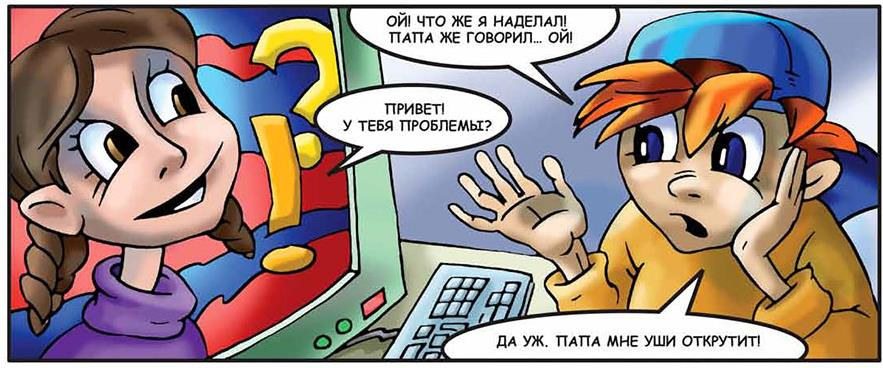 ОЙ! ЧТО ЖЕ Я НАДЕЛАЛ!
ПАПА ЖЕ ГОВОРИЛ... ОЙ!
ПРИВЕТ!
У ТЕБЯ ПРОБЛЕМЫ?
?!
ДА УЖ. ПАПА МНЕ УШИ ОТКРУТИТ!